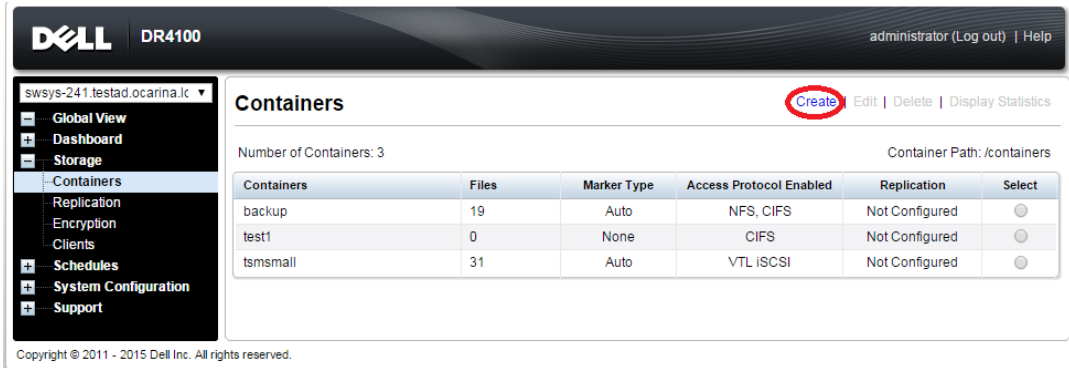 DELL DR4100
administrator (Log out) | Help
swsys-241.testad.ocarina.lc
Global View
Dashboard
Storage
Containers
Replication
Encryption
Clients
Schedules
System Configuration
Support
Containers
Create | Edit | Delete | Display Statistics
Number of Containers: 3
Container Path: /containers
Containers Files Marker Type Access Protocol Enabled Replication Select
backup 19 Auto NFS, CIFS Not Configured
test1 0 None CIFS Not Configured
tsmsmall 31 Auto VTL iSCSI Not Configured
Copyright © 2011 - 2015 Dell Inc. All rights reserved.